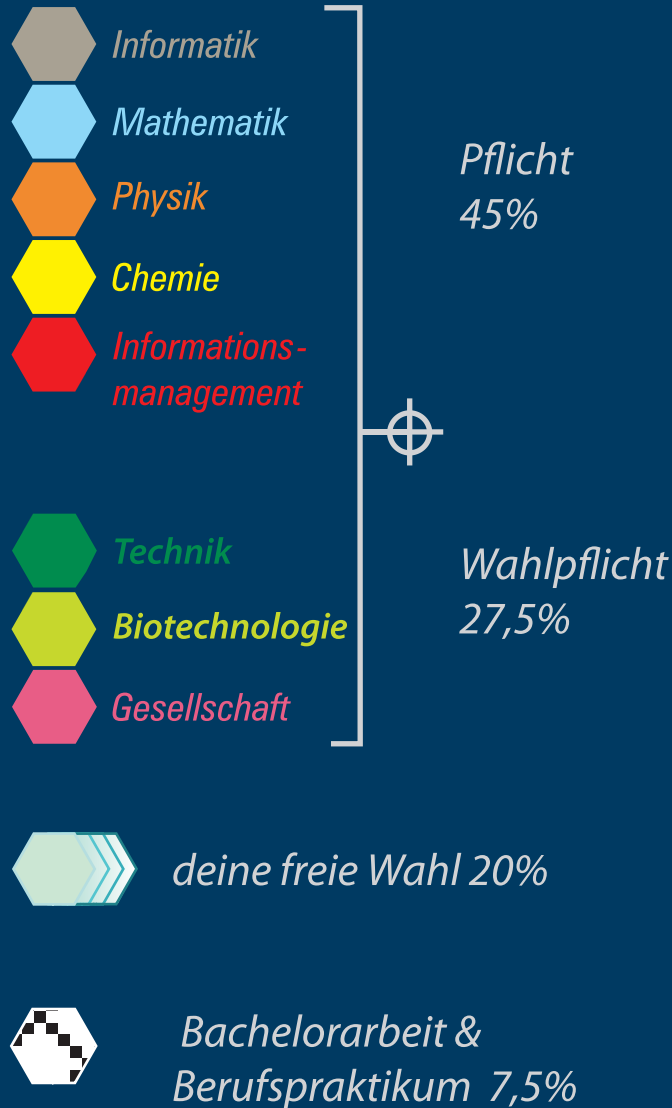 Informatik
Mathematik
Physik
Chemie
Informations-
management
Pflicht
45%
Technik
Biotechnologie
Gesellschaft
Wahlpflicht
27,5%
deine freie Wahl 20%
Bachelorarbeit &
Berufspraktikum 7,5%